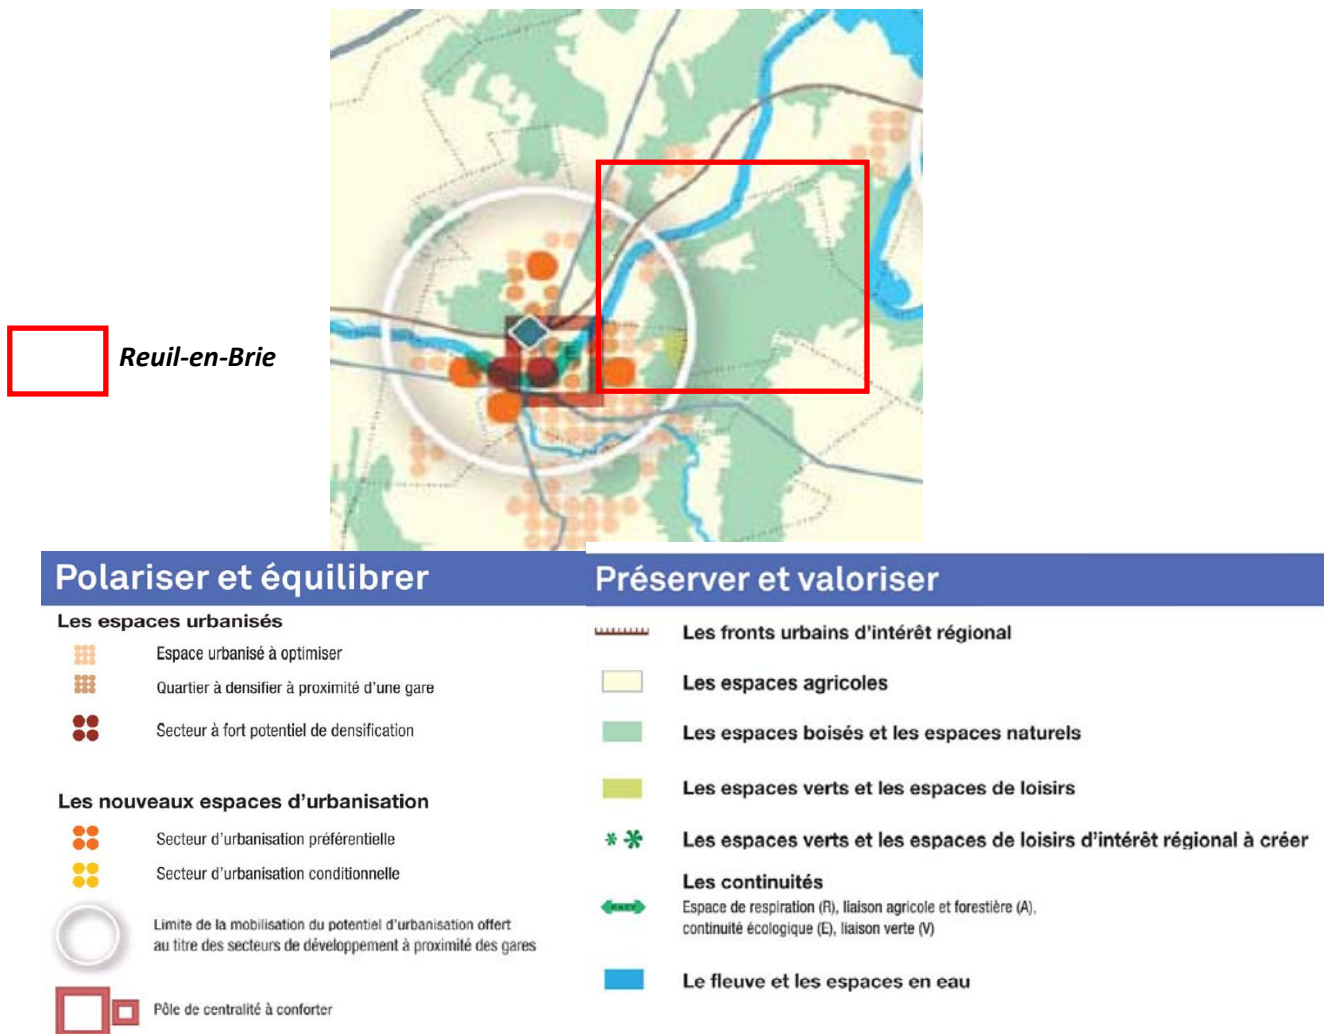 Reuil-en-Brie
E
Polariser et équilibrer
Les espaces urbanisés
Espace urbanisé à optimiser
Quartier à densifier à proximité d'une gare
Secteur à fort potentiel de densification
Les nouveaux espaces d'urbanisation
Secteur d'urbanisation préférentielle
Secteur d'urbanisation conditionnelle
Limite de la mobilisation du potentiel d'urbanisation offert
au titre des secteurs de développement à proximité des gares
Pôle de centralité à conforter
Préserver et valoriser
Les fronts urbains d'intérêt régional
Les espaces agricoles
Les espaces boisés et les espaces naturels
Les espaces verts et les espaces de loisirs
Les espaces verts et les espaces de loisirs d'intérêt régional à créer
Les continuités
Espace de respiration (R), liaison agricole et forestière (A),
continuité écologique (E), liaison verte (V)
Le fleuve et les espaces en eau